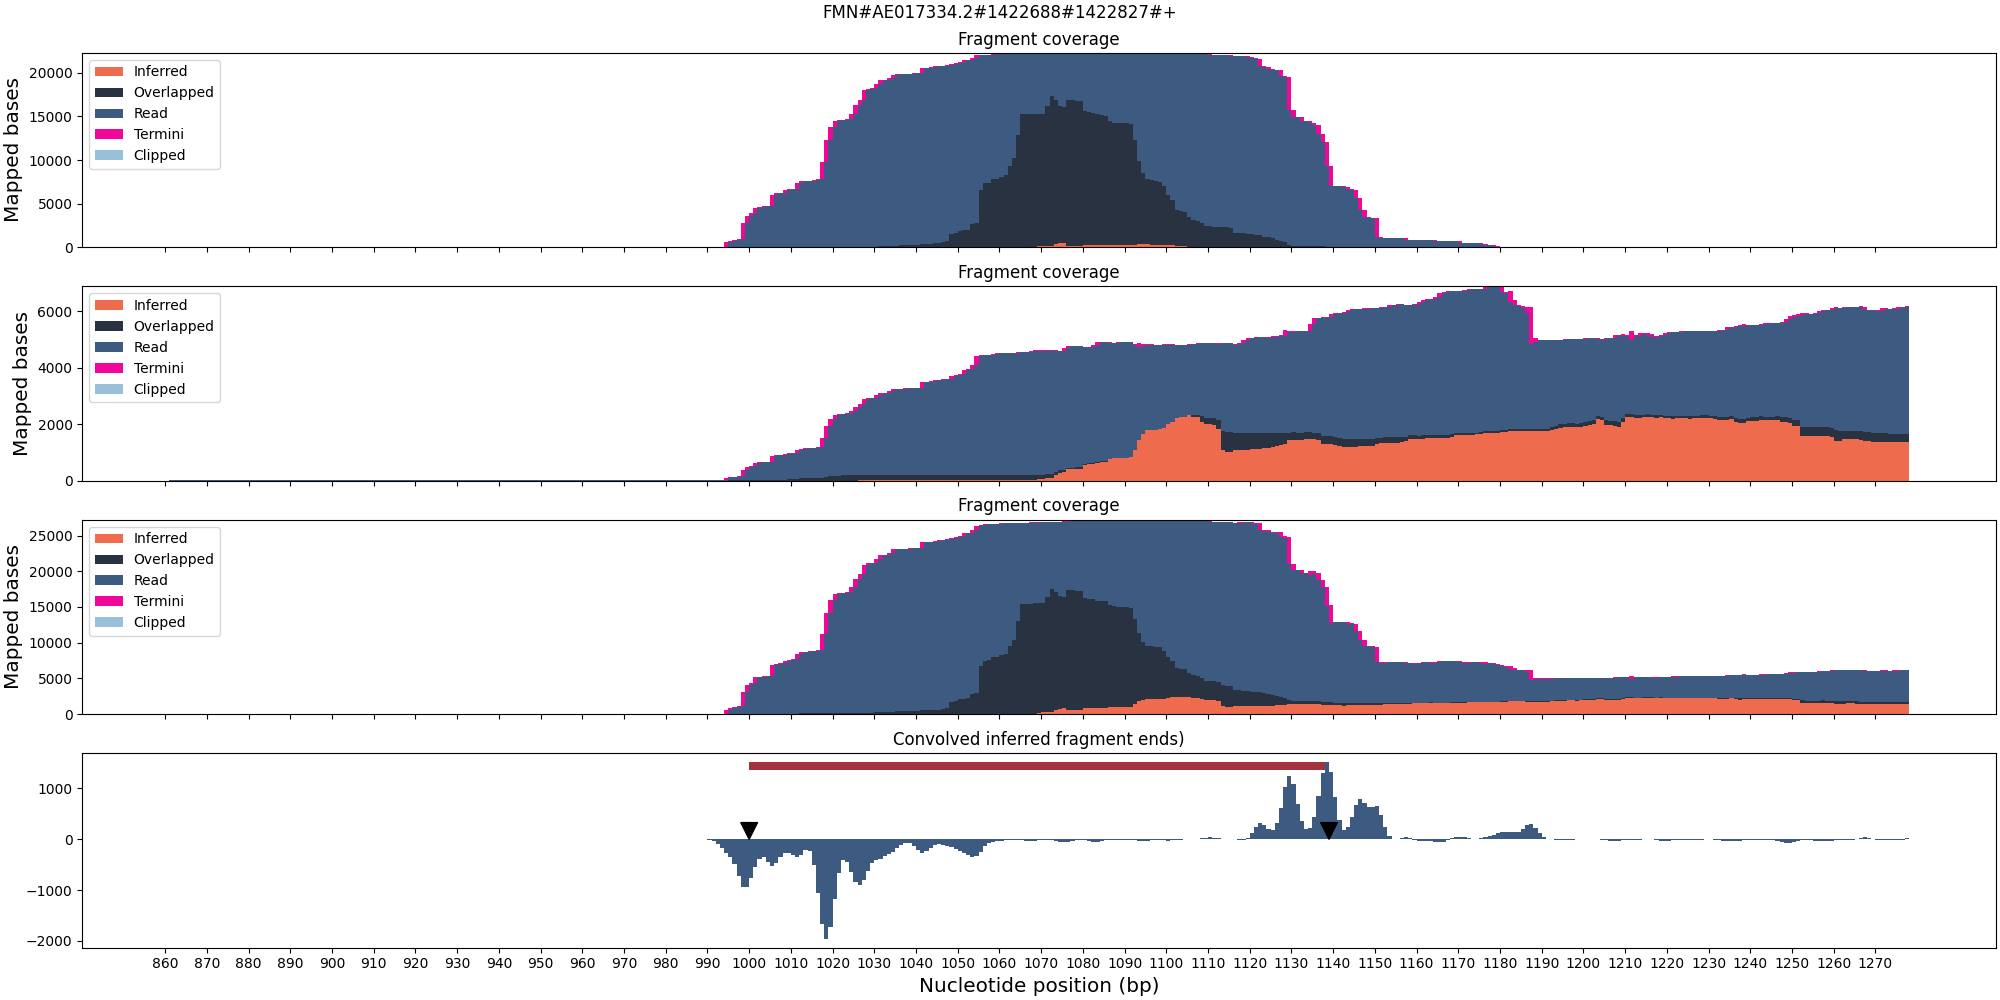 FMN#AE017334.2#1422688#1422827#+
Fragment coverage
Mapped bases
20000
15000
10000
5000
0
Inferred
Overlapped
Read
Termini
Clipped
Fragment coverage
Mapped bases
6000
4000
2000
0
Inferred
Overlapped
Read
Termini
Clipped
Fragment coverage
Mapped bases
25000
20000
15000
10000
5000
0
Inferred
Overlapped
Read
Termini
Clipped
Convolved inferred fragment ends)
1000
0
−1000
−2000
860 870 880 890 900 910 920 930 940 950 960 970 980 990 1000 1010 1020 1030 1040 1050 1060 1070 1080 1090 1100 1110 1120 1130 1140 1150 1160 1170 1180 1190 1200 1210 1220 1230 1240 1250 1260 1270
Nucleotide position (bp)